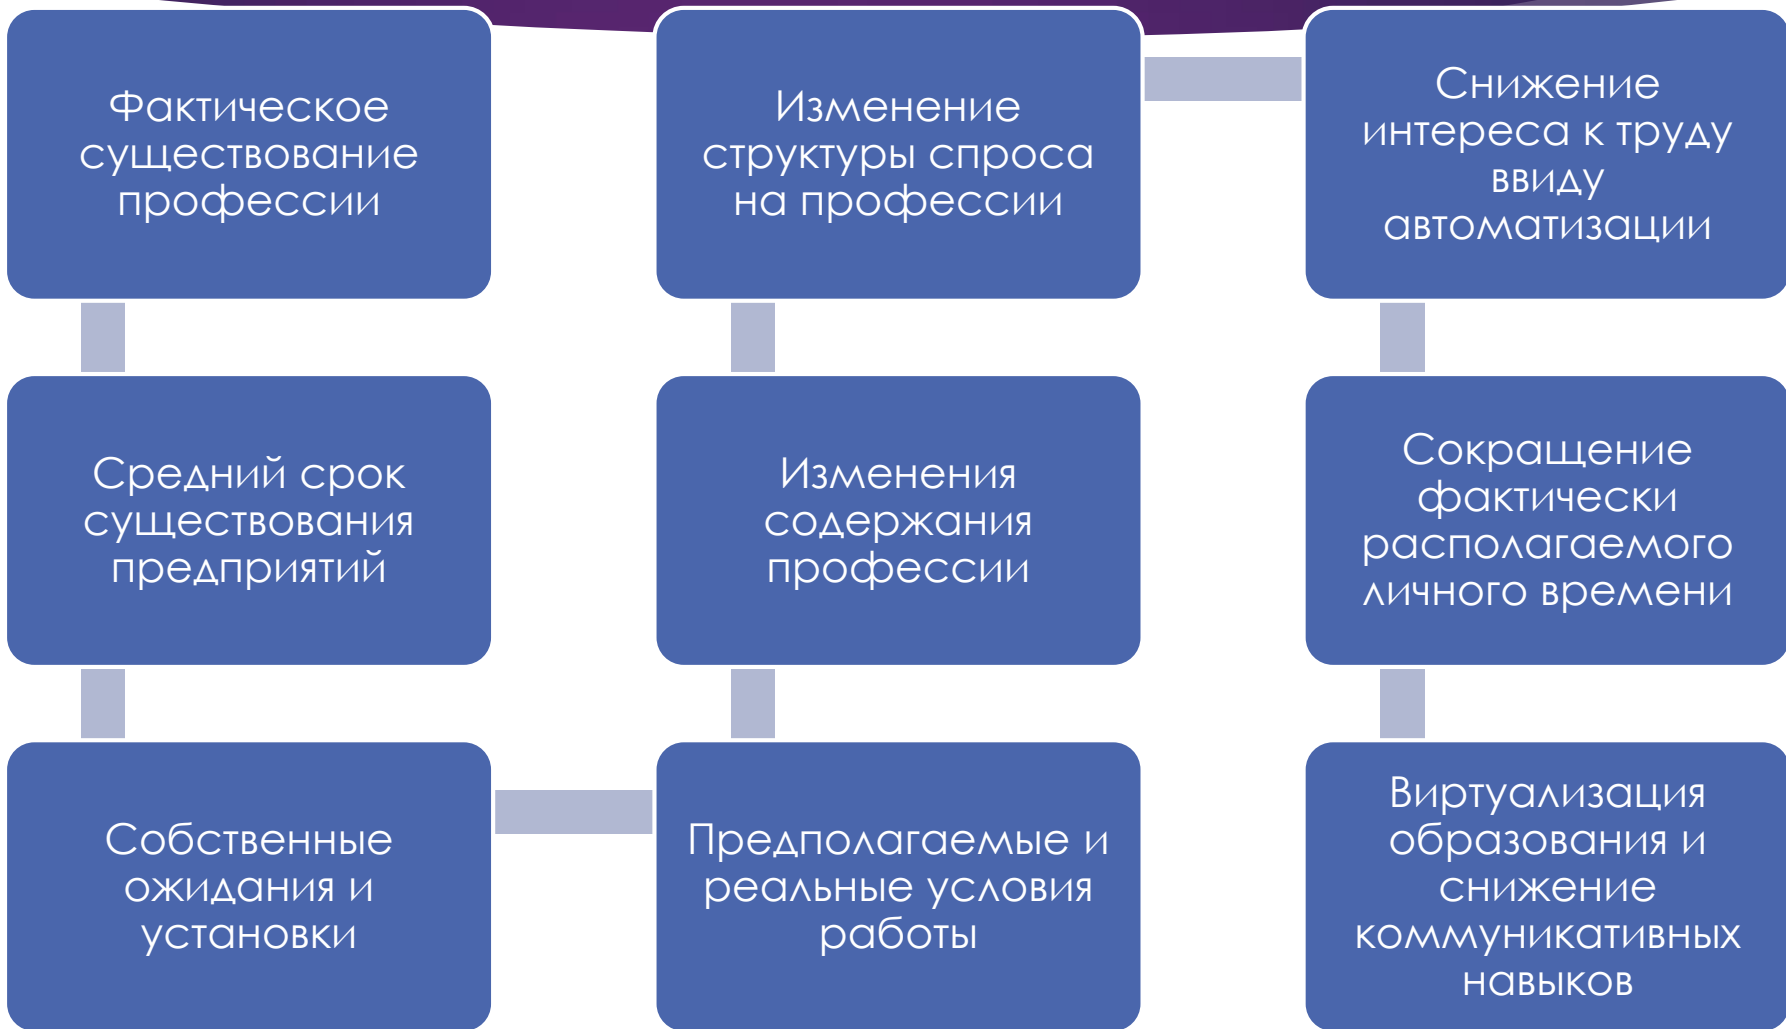 Фактическое
существование
профессии
Средний срок
существования
предприятий
Собственные
ожидания и
установки
Предполагаемые и
реальные условия
работы
Изменения
содержания
профессии
Изменение
структуры спроса
на профессии
Снижение
интереса к труду
ввиду
автоматизации
Сокращение
фактически
располагаемого
личного времени
Виртуализация
образования и
снижение
коммуникативных
навыков